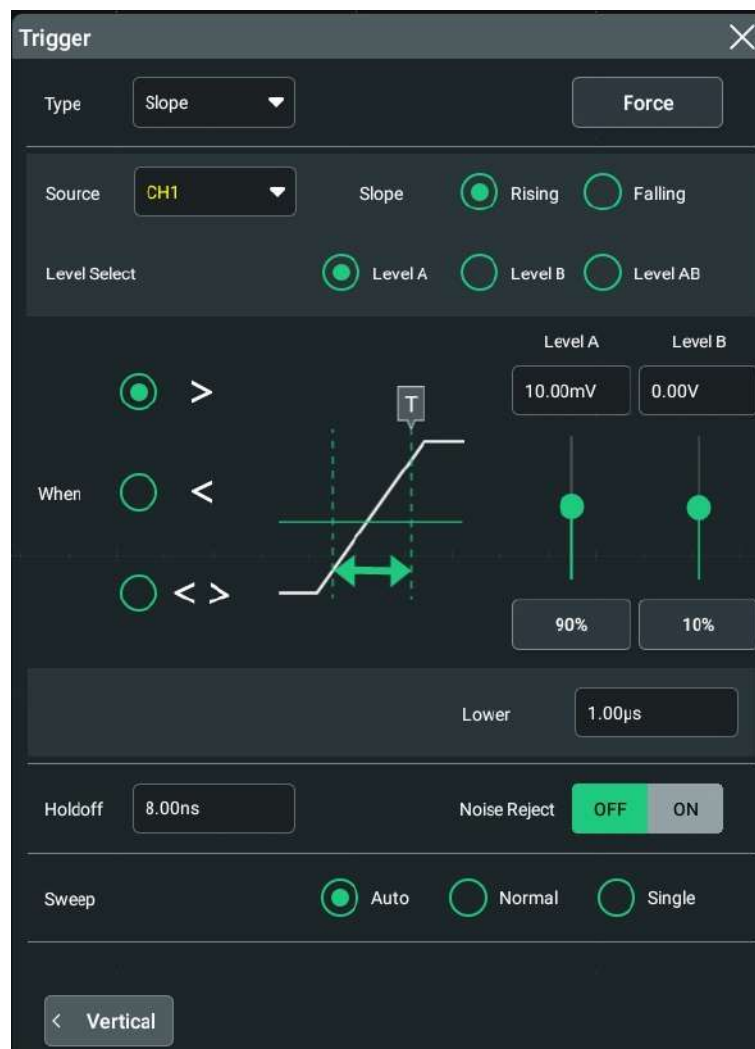 Trigger
Type Slope Force
Source CH1 Slope Rising Falling
Level Select Level A Level B Level AB
Level A Level B
> 10.00mV 0.00V
T
When <
< >
90% 10%
Lower 1.00µs
Holdoff 8.00ns Noise Reject OFF ON
Sweep Auto Normal Single
< Vertical